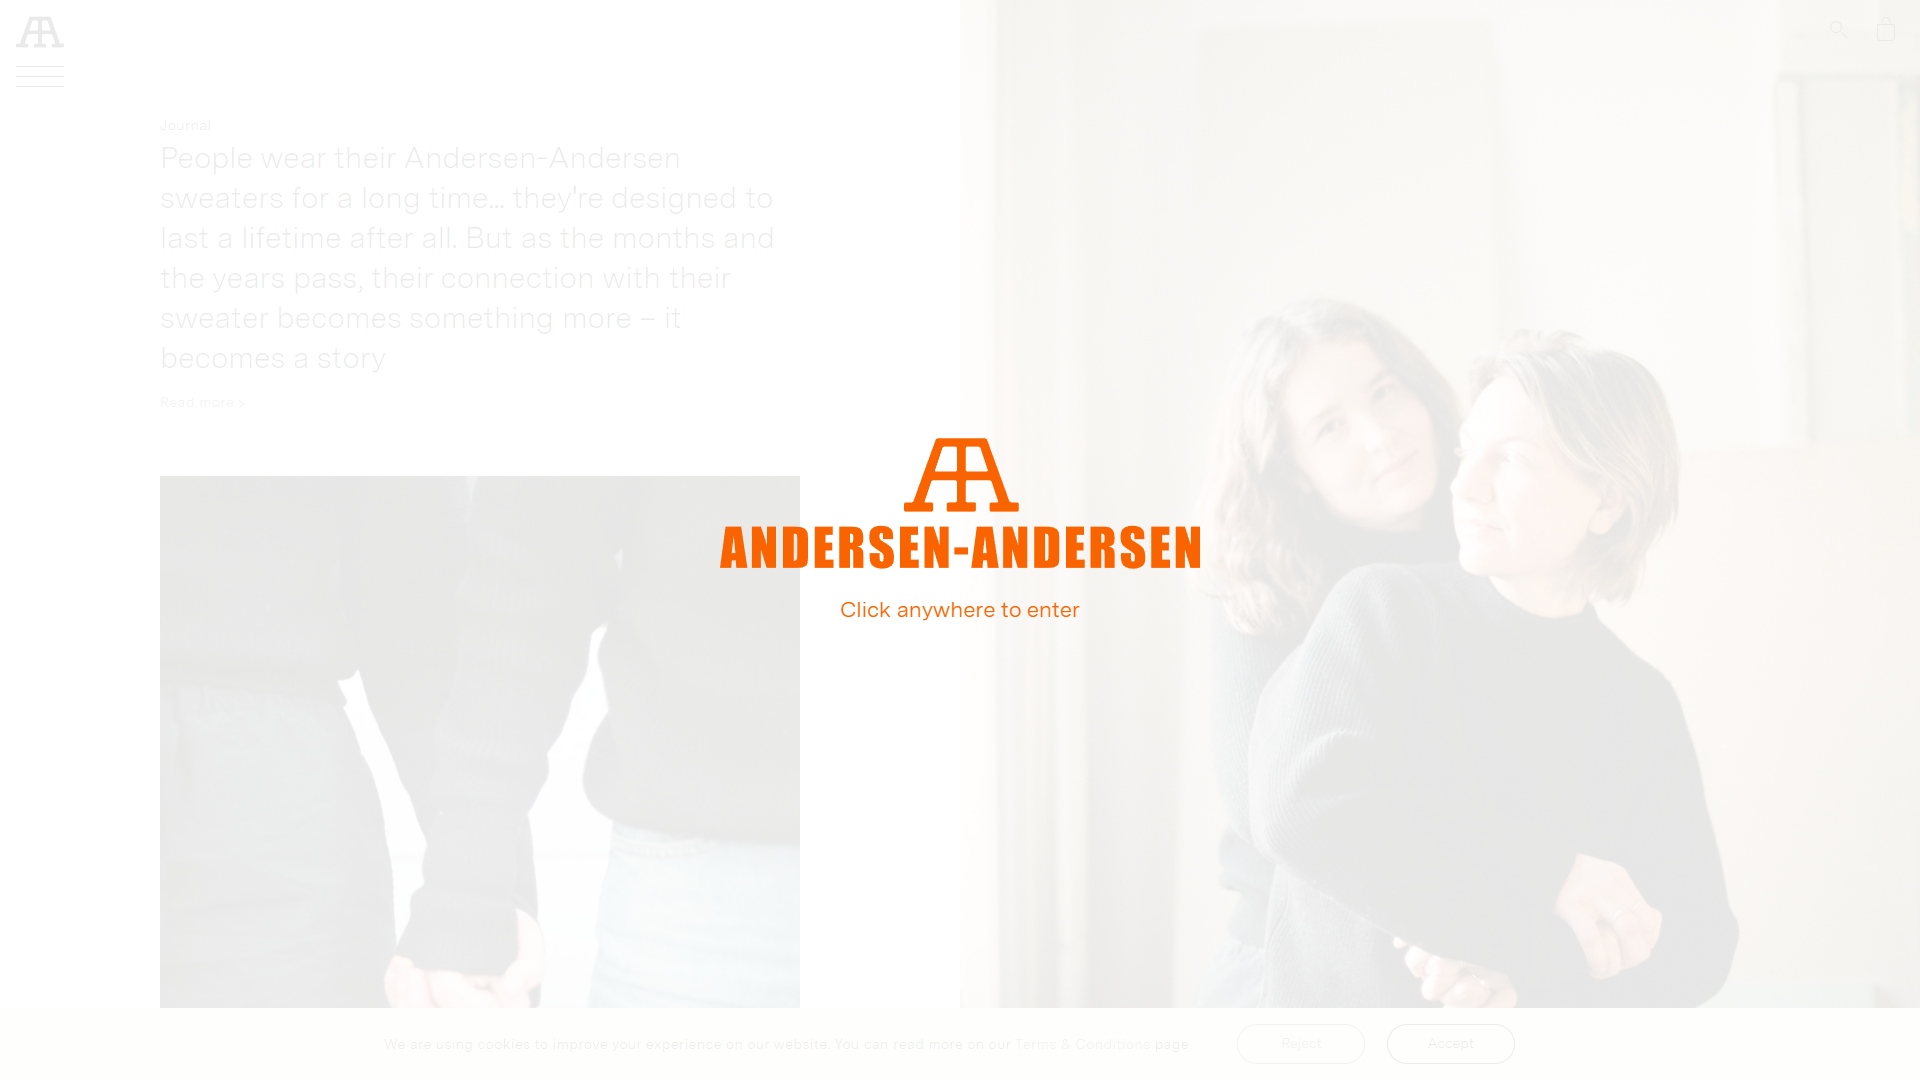 Journal
People wear their Andersen-Andersen
sweaters for a long time... they're designed to
last a lifetime after all. But as the months and
the years pass, their connection with their
sweater becomes something more – it
becomes a story
Read more >
ANDERSEN-ANDERSEN
Click anywhere to enter
We are using cookies to improve your experience on our website. You can read more on our Terms & Conditions page.
Reject
Accept